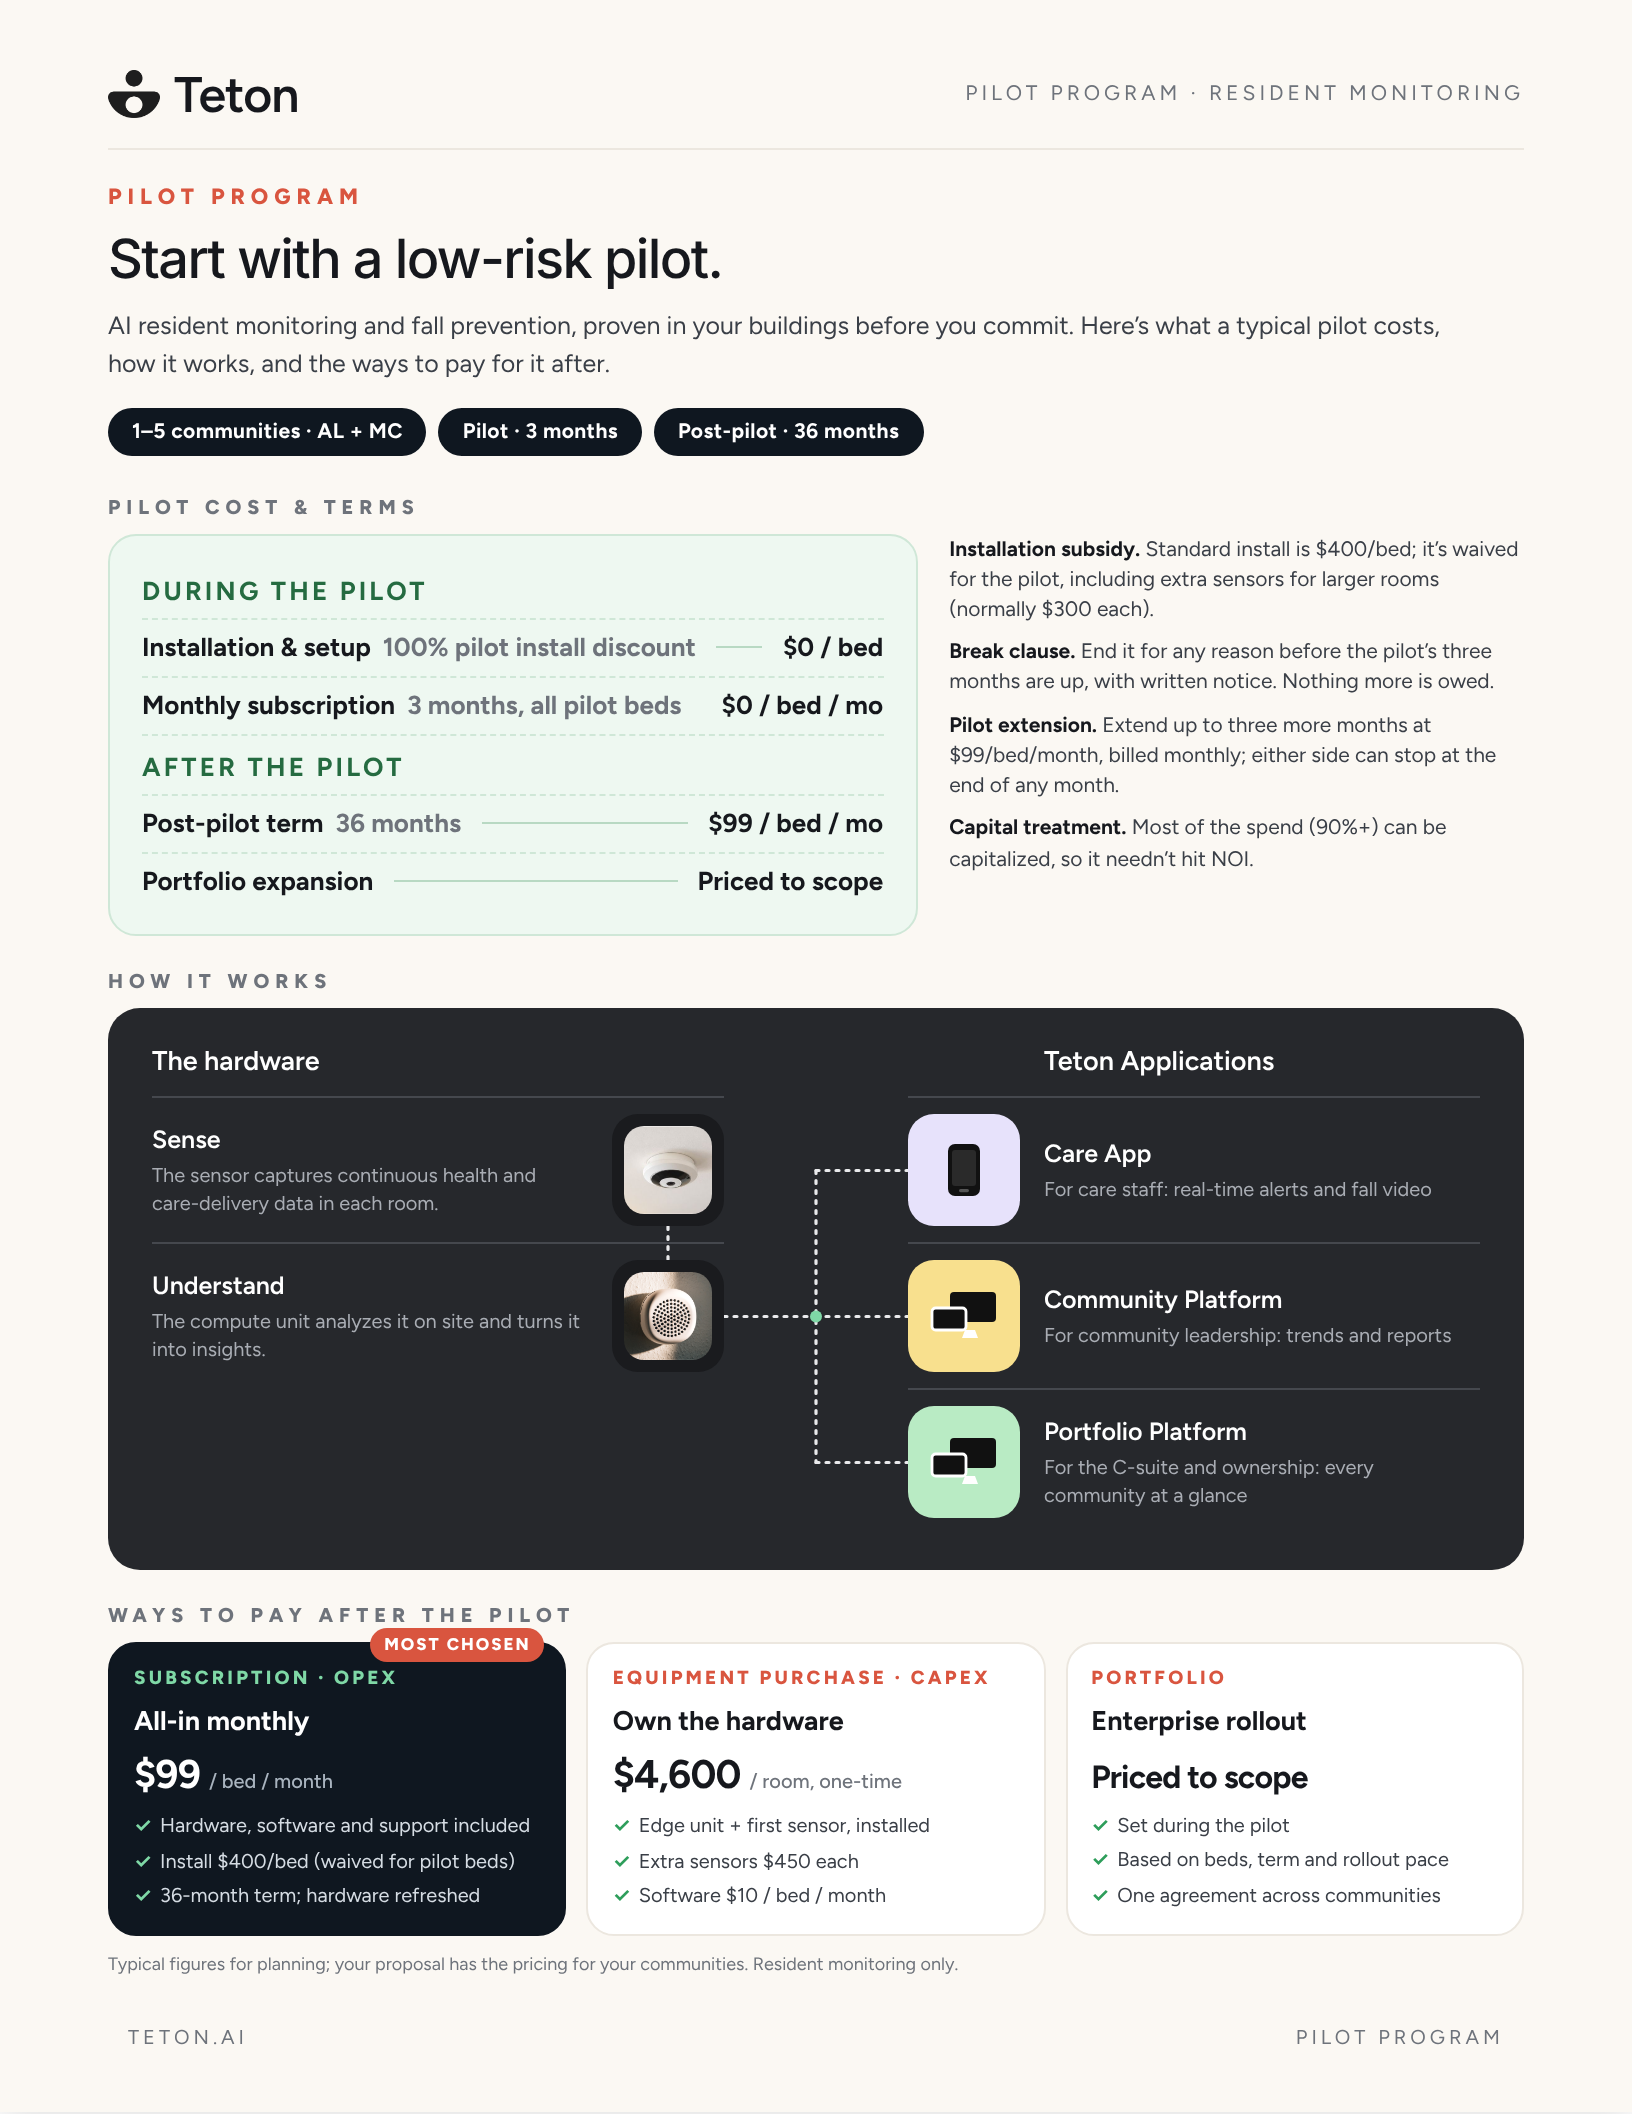 Teton
PILOT PROGRAM · RESIDENT MONITORING
PILOT PROGRAM
Start with a low-risk pilot.
AI resident monitoring and fall prevention, proven in your buildings before you commit. Here’s what a typical pilot costs,
how it works, and the ways to pay for it after.
1–5 communities · AL + MC
Pilot · 3 months
Post-pilot · 36 months
PILOT COST & TERMS
DURING THE PILOT
Installation & setup 100% pilot install discount $0 / bed
Monthly subscription 3 months, all pilot beds $0 / bed / mo
AFTER THE PILOT
Post-pilot term 36 months $99 / bed / mo
Portfolio expansion Priced to scope
Installation subsidy. Standard install is $400/bed; it’s waived
for the pilot, including extra sensors for larger rooms
(normally $300 each).
Break clause. End it for any reason before the pilot’s three
months are up, with written notice. Nothing more is owed.
Pilot extension. Extend up to three more months at
$99/bed/month, billed monthly; either side can stop at the
end of any month.
Capital treatment. Most of the spend (90%+) can be
capitalized, so it needn’t hit NOI.
HOW IT WORKS
The hardware
Sense
The sensor captures continuous health and
care-delivery data in each room.
Understand
The compute unit analyzes it on site and turns it
into insights.
Teton Applications
Care App
For care staff: real-time alerts and fall video
Community Platform
For community leadership: trends and reports
Portfolio Platform
For the C-suite and ownership: every
community at a glance
WAYS TO PAY AFTER THE PILOT
MOST CHOSEN
SUBSCRIPTION · OPEX
All-in monthly
$99 / bed / month
Hardware, software and support included
Install $400/bed (waived for pilot beds)
36-month term; hardware refreshed
EQUIPMENT PURCHASE · CAPEX
Own the hardware
$4,600 / room, one-time
Edge unit + first sensor, installed
Extra sensors $450 each
Software $10 / bed / month
PORTFOLIO
Enterprise rollout
Priced to scope
Set during the pilot
Based on beds, term and rollout pace
One agreement across communities
Typical figures for planning; your proposal has the pricing for your communities. Resident monitoring only.
TETON.AI
PILOT PROGRAM